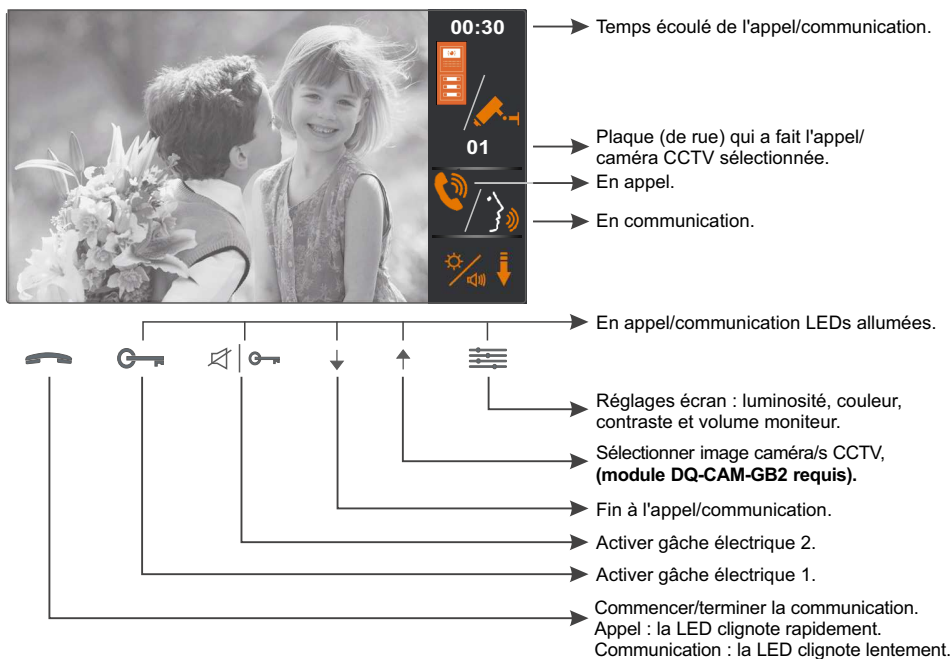 00:30
Temps écoulé de l'appel/communication.
01
Plaque (de rue) qui a fait l'appel/
caméra CCTV sélectionnée.
En appel.
En communication.
En appel/communication LEDs allumées.
Réglages écran : luminosité, couleur,
contraste et volume moniteur.
Sélectionner image caméra/s CCTV,
(module DQ-CAM-GB2 requis).
Fin à l'appel/communication.
Activer gâche électrique 2.
Activer gâche électrique 1.
Commencer/terminer la communication.
Appel : la LED clignote rapidement.
Communication : la LED clignote lentement.